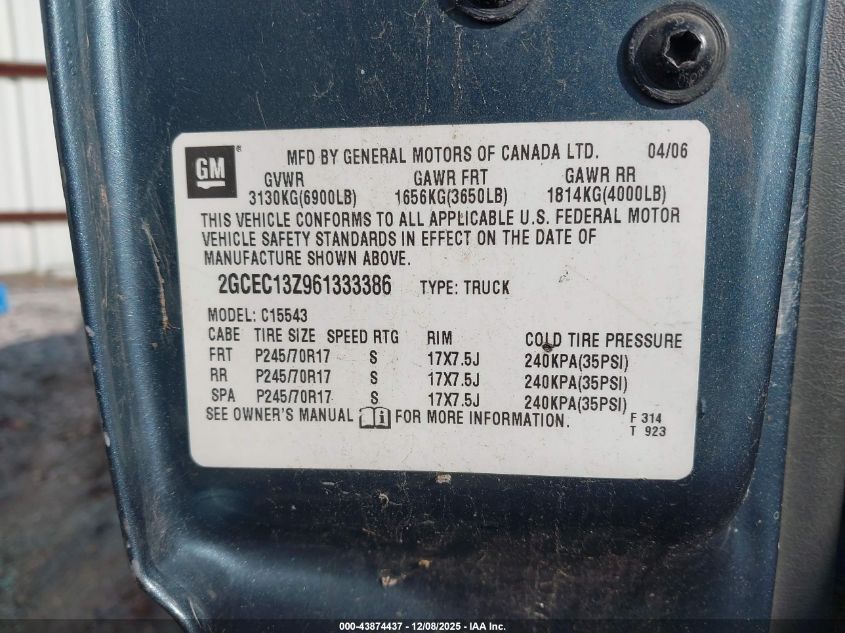 GM MFD BY GENERAL MOTORS OF CANADA LTD. 04/06
GVWR GAWR FRT GAWR RR
3130KG(6900LB) 1656KG(3650LB) 1814KG(4000LB)
THIS VEHICLE CONFORMS TO ALL APPLICABLE U.S. FEDERAL MOTOR
VEHICLE SAFETY STANDARDS IN EFFECT ON THE DATE OF
MANUFACTURE SHOWN ABOVE.
2GCEC13Z961333386 TYPE: TRUCK
MODEL: C15543
CABE TIRE SIZE SPEED RTG RIM COLD TIRE PRESSURE
FRT P245/70R17 S 17X7.5J 240KPA(35PSI)
RR P245/70R17 S 17X7.5J 240KPA(35PSI)
SPA P245/70R17 S 17X7.5J 240KPA(35PSI)
SEE OWNER'S MANUAL i FOR MORE INFORMATION.
F 314
T 923
000-43874437 - 12/08/2025 - IAA Inc.